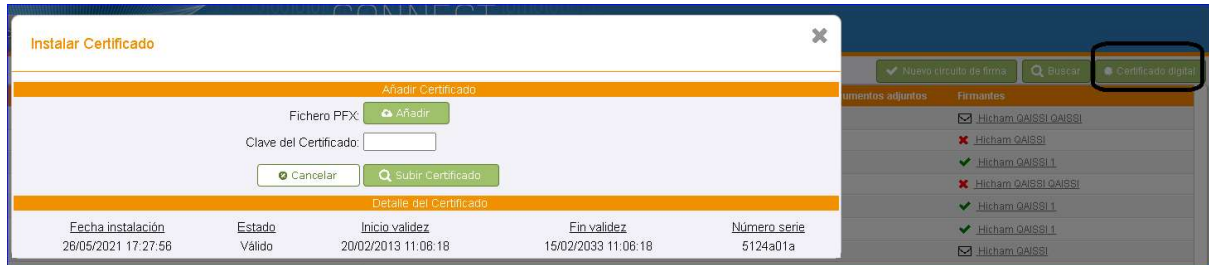 CONNECT
Instalar Certificado
Nuevo circuito de firma Buscar Certificado digital
Añadir Certificado
umentos adjuntos Firmantes
Fichero PFX: Añadir
Hicham QAISSI QAISSI
Clave del Certificado:
Hicham QAISSI
Hicham QAISSI 1
Cancelar Subir Certificado
Hicham QAISSI QAISSI
Detalle del Certificado
Hicham QAISSI 1
Fecha instalación Estado Inicio validez Fin validez Número serie
Hicham QAISSI 1
26/05/2021 17:27:56 Válido 20/02/2013 11:06:18 15/02/2033 11:06:18 5124a01a
Hicham QAISSI